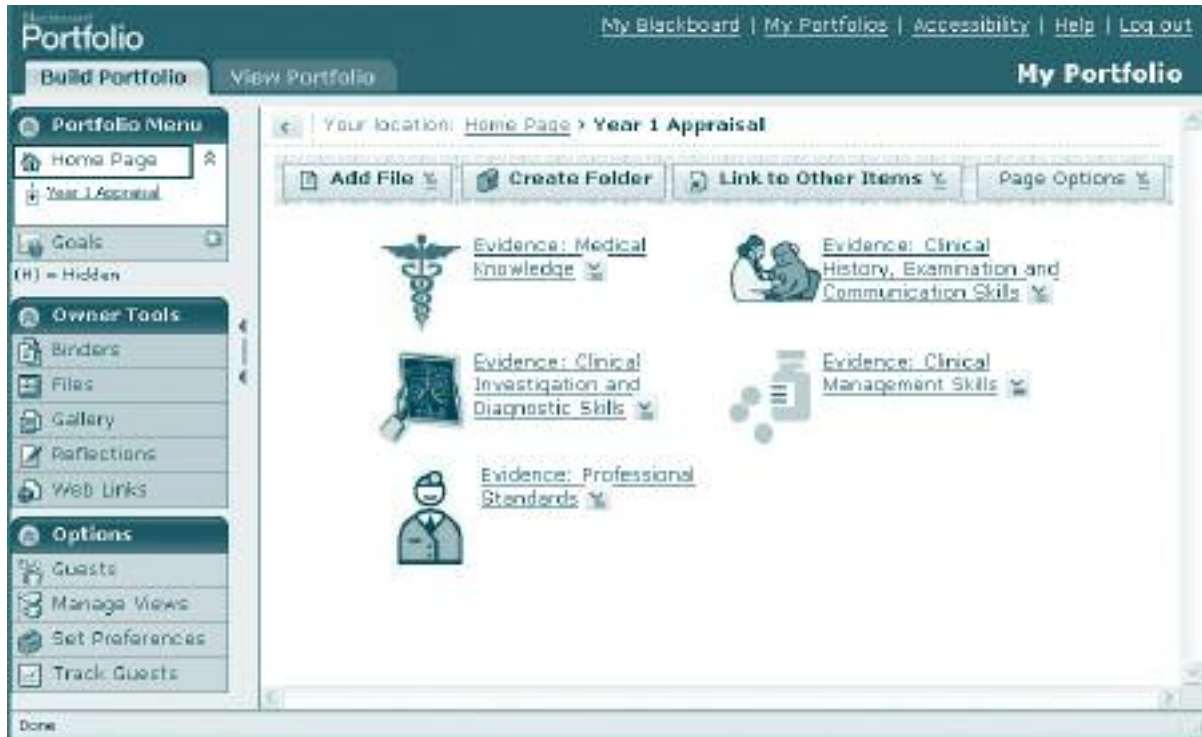 Blackboard
Portfolio
My Blackboard | My Portfolios | Accessibility | Help | Log out
Build Portfolio
View Portfolio
My Portfolio
Portfolio Menu
Home Page
Year 1 Appraisal
Goals
(H) = Hidden
Owner Tools
Binders
Files
Gallery
Reflections
Web Links
Options
Guests
Manage Views
Set Preferences
Track Guests
Your location: Home Page > Year 1 Appraisal
Add File
Create Folder
Link to Other Items
Page Options
Evidence: Medical
Knowledge
Evidence: Clinical
History, Examination and
Communication Skills
Evidence: Clinical
Investigation and
Diagnostic Skills
Evidence: Clinical
Management Skills
Evidence: Professional
Standards
Done